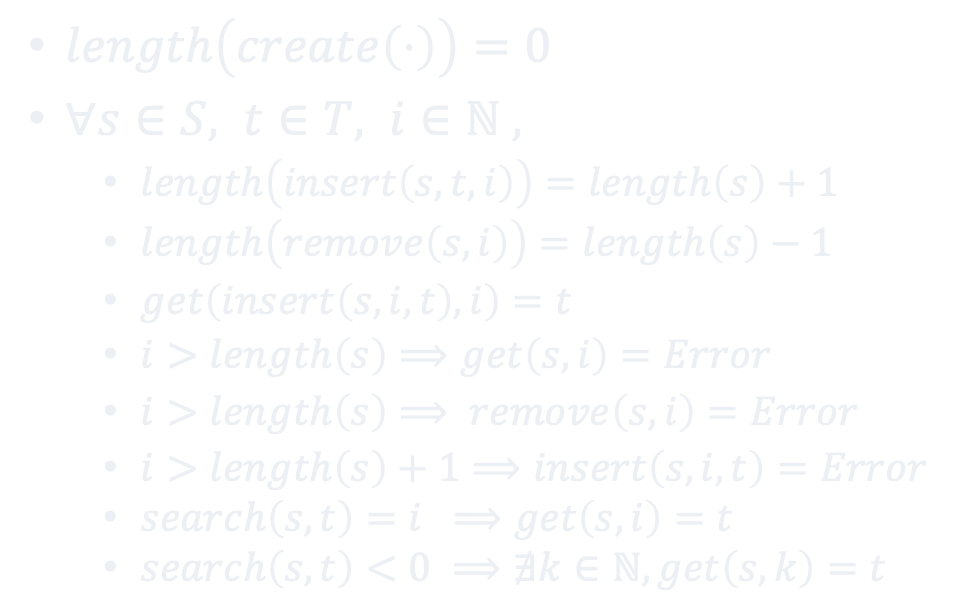 • length(create(·)) = 0
• ∀s ∈ S, t ∈ T, i ∈ ℕ ,
• length(insert(s, t, i)) = length(s) + 1
• length(remove(s, i)) = length(s) − 1
• get(insert(s, i, t), i) = t
• i > length(s) ⟹ get(s, i) = Error
• i > length(s) ⟹ remove(s, i) = Error
• i > length(s) + 1 ⟹ insert(s, i, t) = Error
• search(s, t) = i ⟹ get(s, i) = t
• search(s, t) < 0 ⟹ ∄k ∈ ℕ, get(s, k) = t